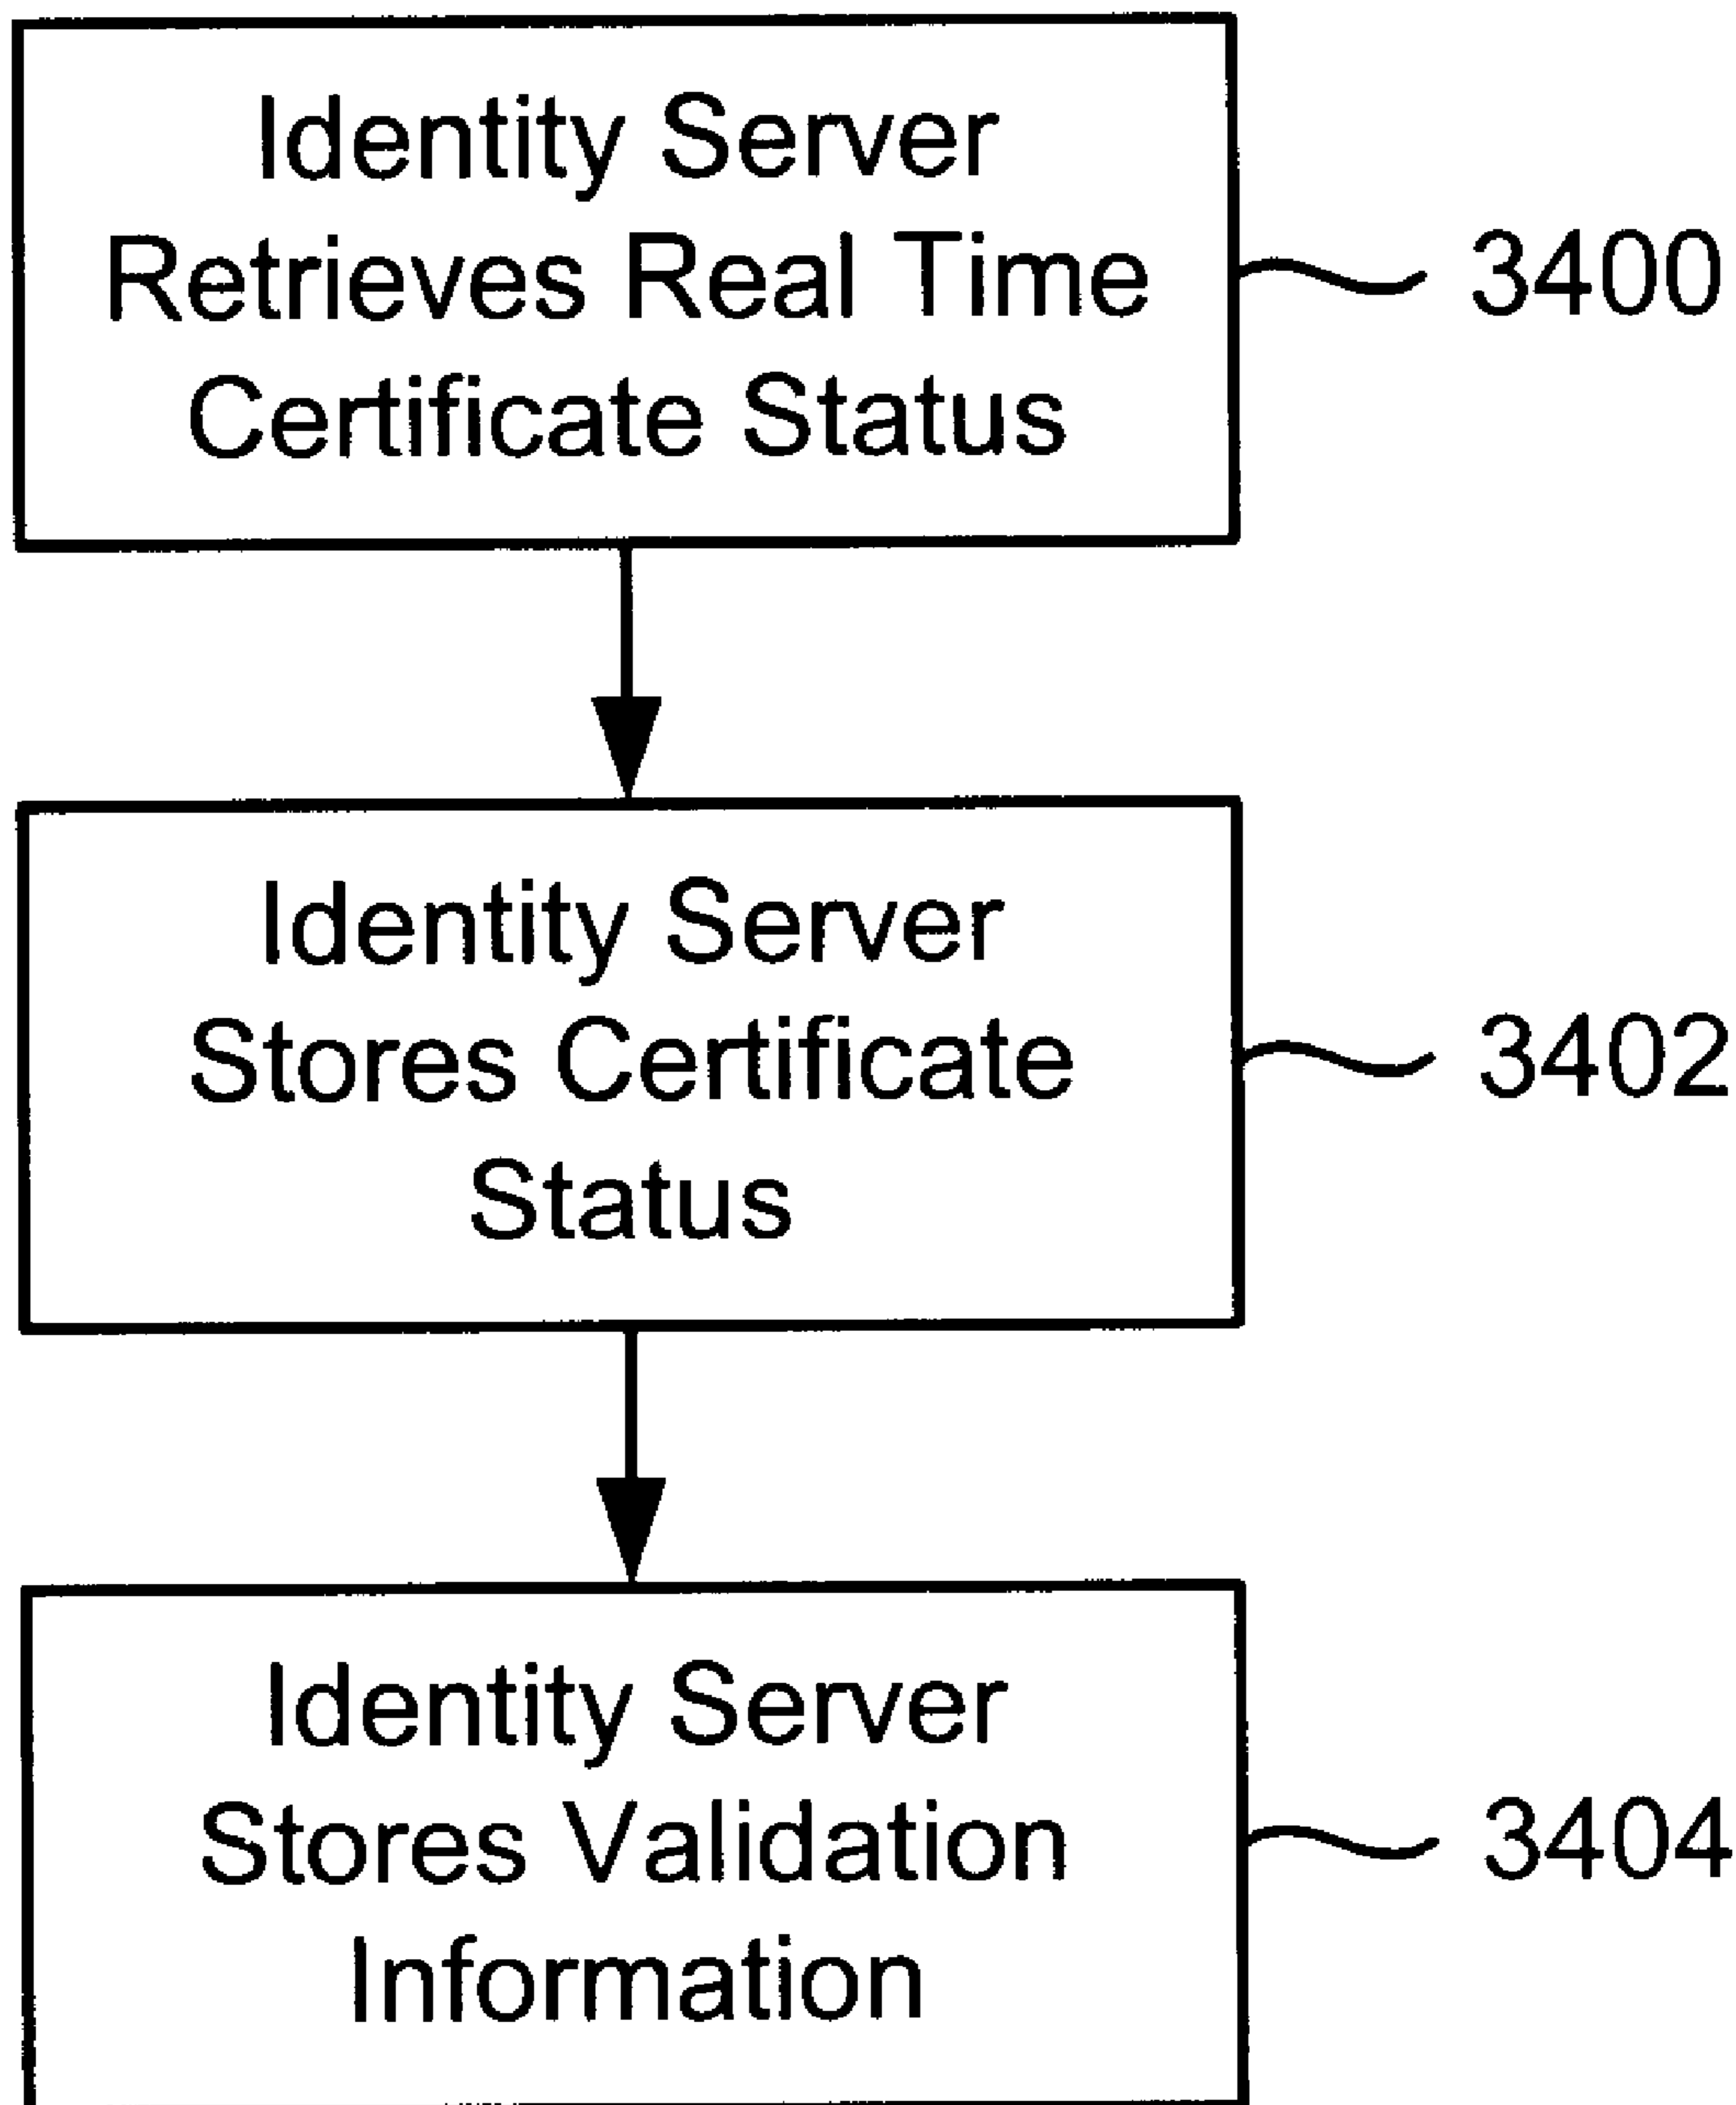 Identity Server
Retrieves Real Time
Certificate Status
3400
Identity Server
Stores Certificate
Status
3402
Identity Server
Stores Validation
Information
3404